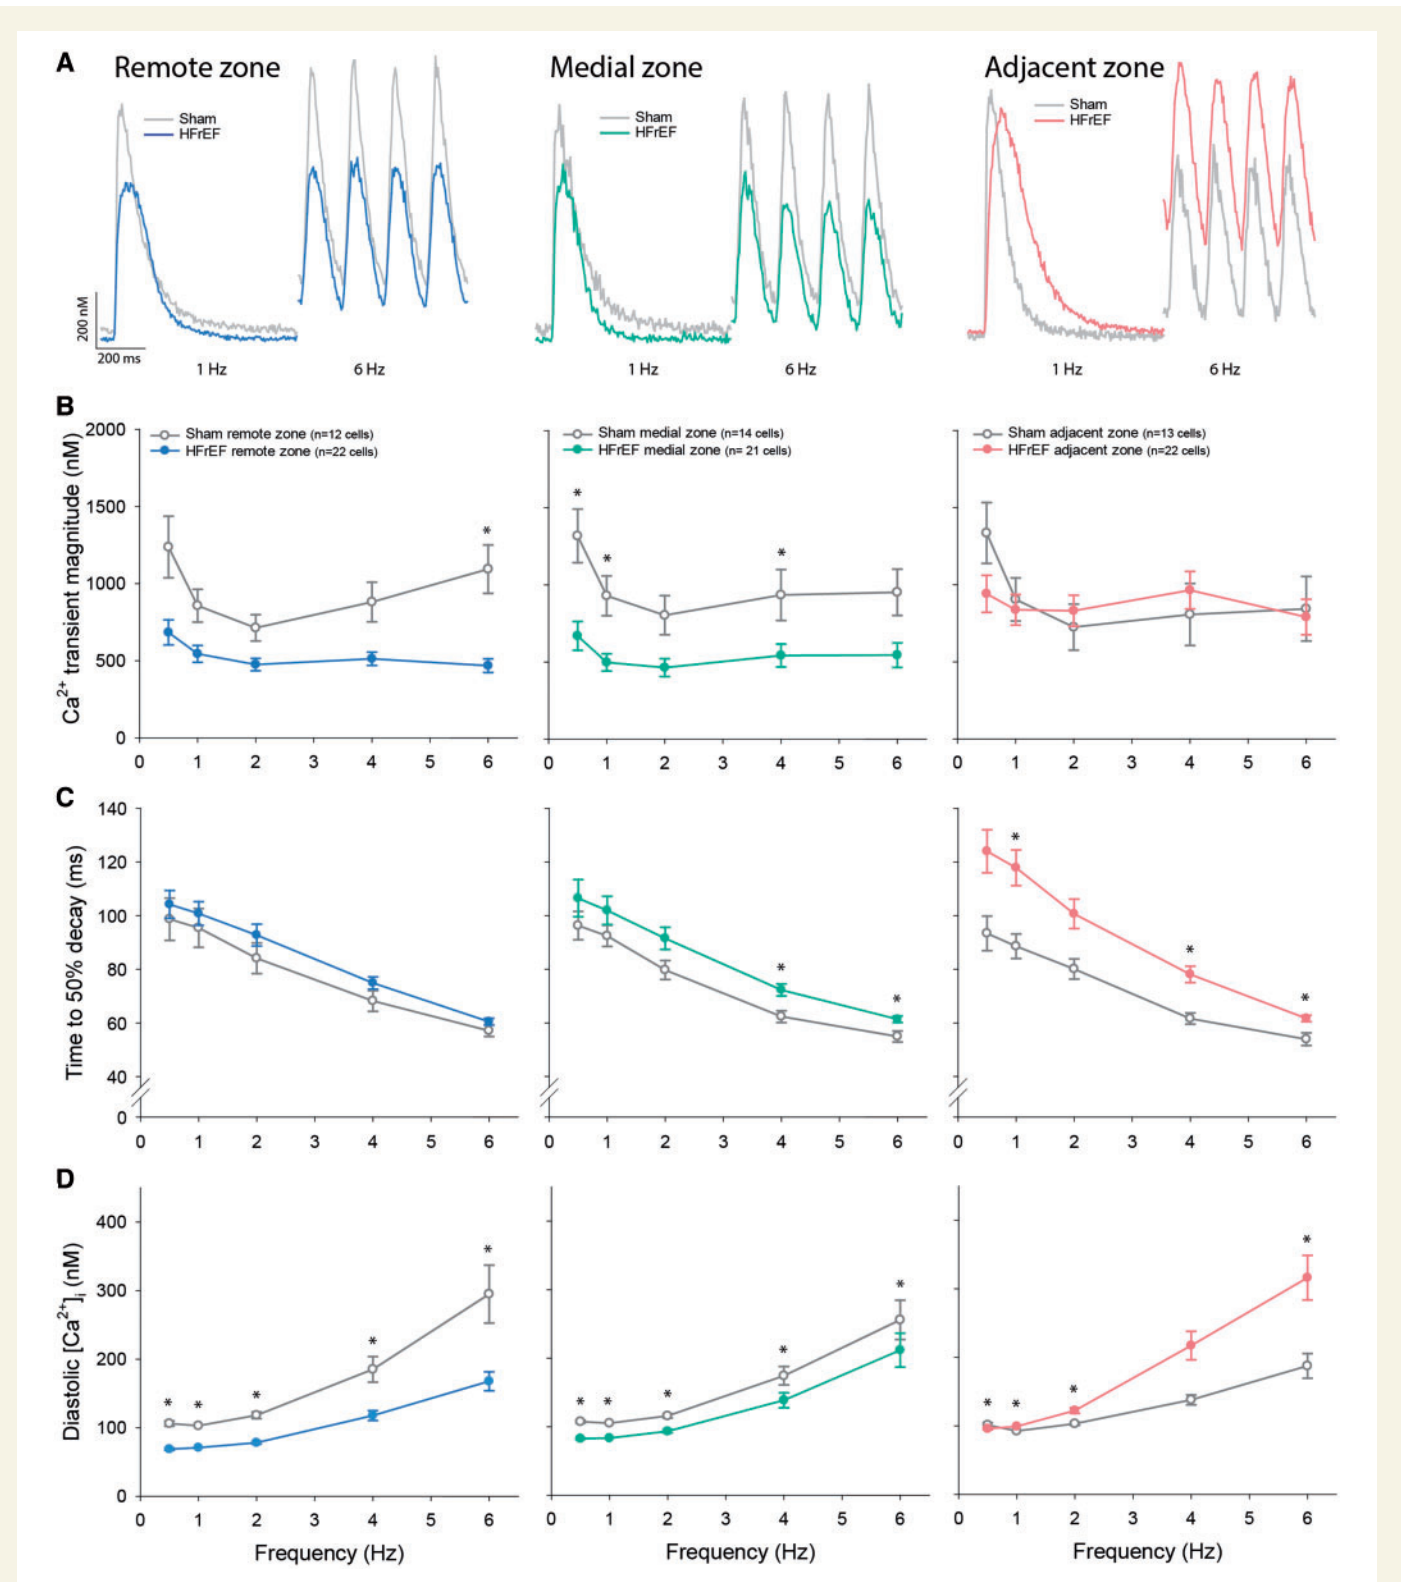 A
Remote zone
Medial zone
Adjacent zone
Sham
HFrEF
Sham
HFrEF
Sham
HFrEF
200 nM
200 ms
1 Hz
6 Hz
1 Hz
6 Hz
1 Hz
6 Hz
B
Ca2+ transient magnitude (nM)
2000
1500
1000
500
0
Sham remote zone (n=12 cells)
HFrEF remote zone (n=22 cells)
Sham medial zone (n=14 cells)
HFrEF medial zone (n= 21 cells)
Sham adjacent zone (n=13 cells)
HFrEF adjacent zone (n=22 cells)
*
* * *
0 1 2 3 4 5 6
0 1 2 3 4 5 6
0 1 2 3 4 5 6
C
Time to 50% decay (ms)
140
120
100
80
60
40
0
* *
* * *
0 1 2 3 4 5 6
0 1 2 3 4 5 6
0 1 2 3 4 5 6
D
Diastolic [Ca2+]i (nM)
400
300
200
100
0
* * * * *
* * * * *
* * * *
0 1 2 3 4 5 6
0 1 2 3 4 5 6
0 1 2 3 4 5 6
Frequency (Hz)
Frequency (Hz)
Frequency (Hz)